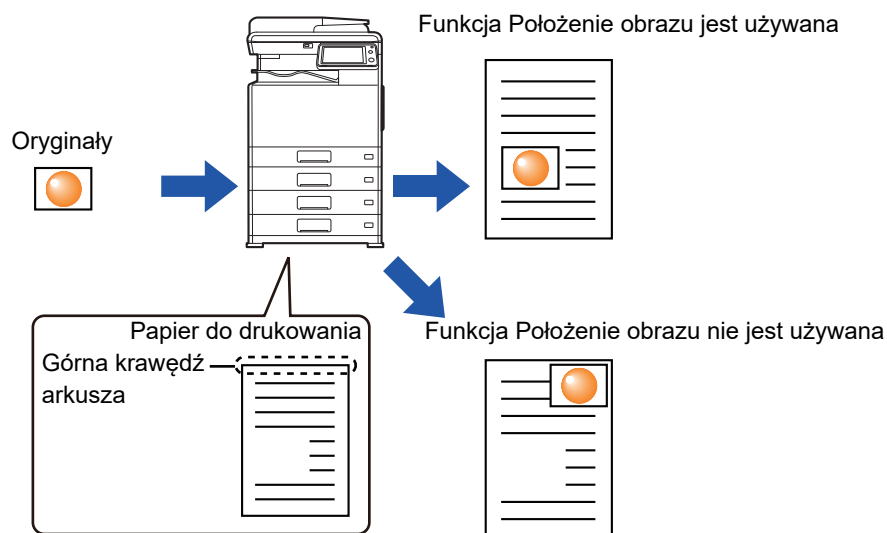 Funkcja Położenie obrazu jest używana
Oryginały
Papier do drukowania
Górna krawędź
arkusza
Funkcja Położenie obrazu nie jest używana